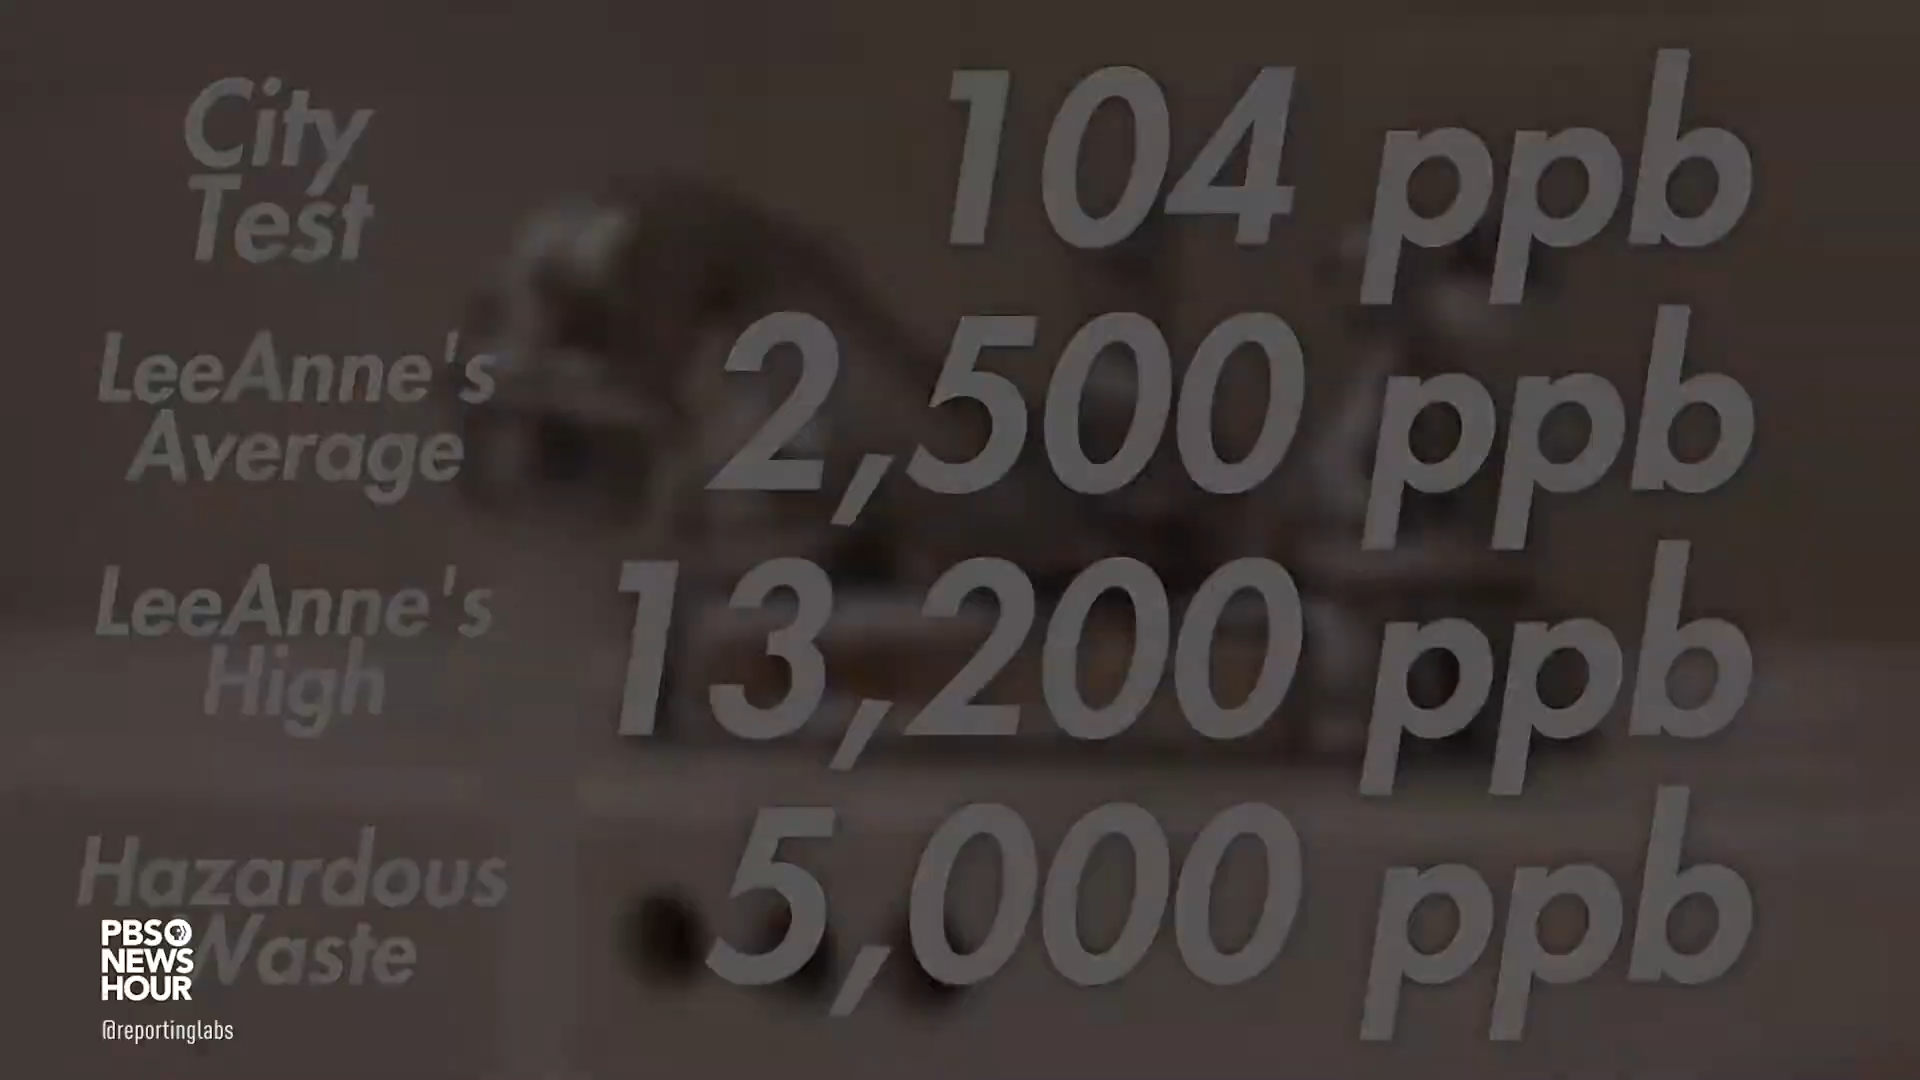 City
Test
104 ppb
LeeAnne's
Average
2,500 ppb
LeeAnne's
High
13,200 ppb
Hazardous
Waste
5,000 ppb
PBS
NEWS
HOUR
@reportinglabs